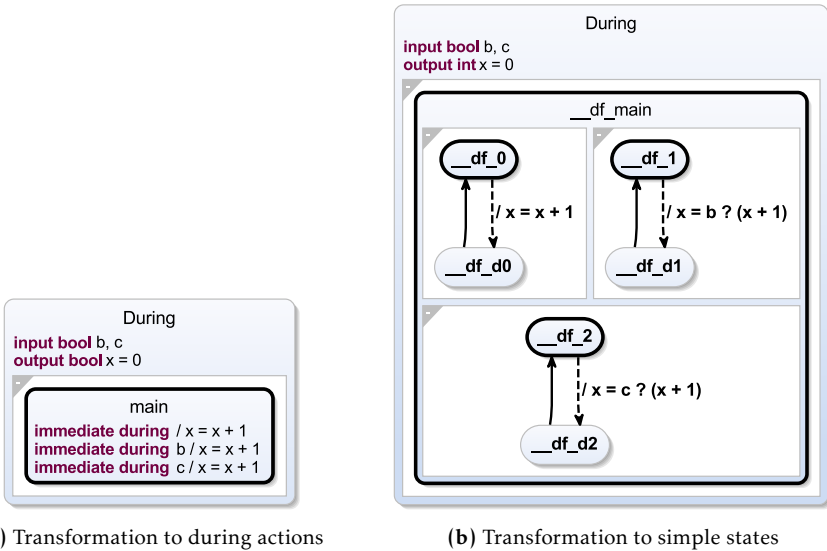 During
input bool b, c
output bool x = 0
main
immediate during / x = x + 1
immediate during b / x = x + 1
immediate during c / x = x + 1
) Transformation to during actions
During
input bool b, c
output int x = 0
__df_main
__df_0
/ x = x + 1
__df_d0
__df_1
/ x = b ? (x + 1)
__df_d1
__df_2
/ x = c ? (x + 1)
__df_d2
(b) Transformation to simple states